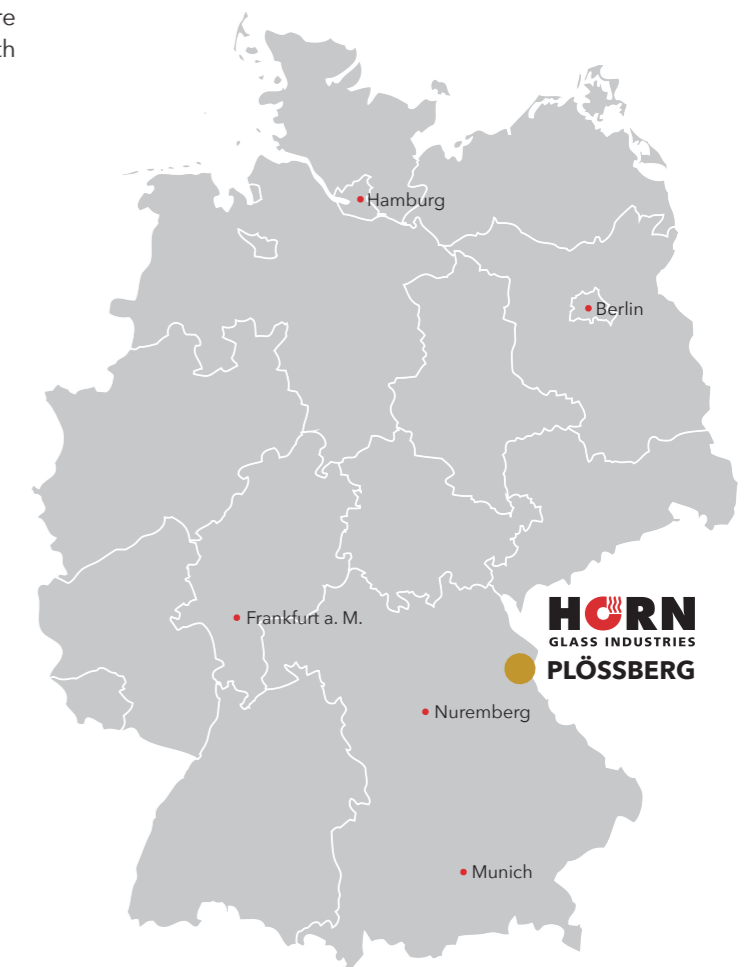 Hamburg
Berlin
Frankfurt a. M.
HORN
GLASS INDUSTRIES
PLÖSSBERG
Nuremberg
Munich